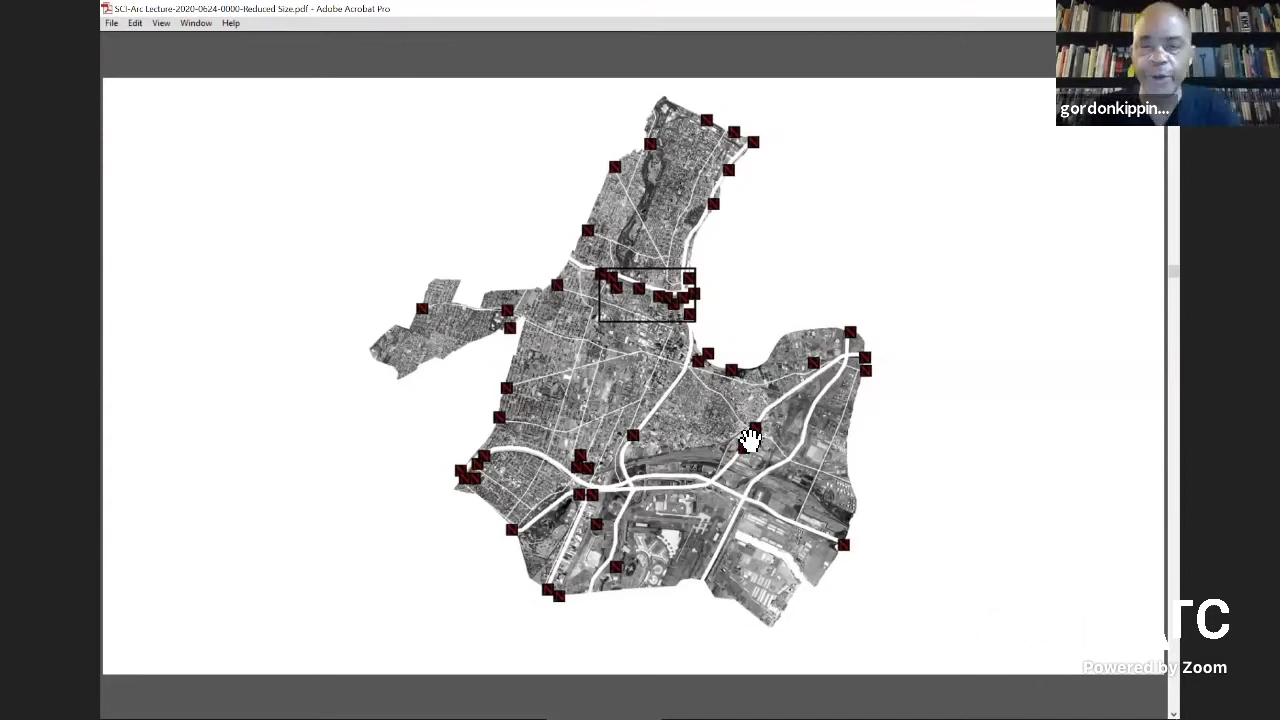 SCI-Arc Lecture-2020-0624-0000-Reduced Size.pdf - Adobe Acrobat Pro
File Edit View Window Help
gordonkippin...
Powered by Zoom